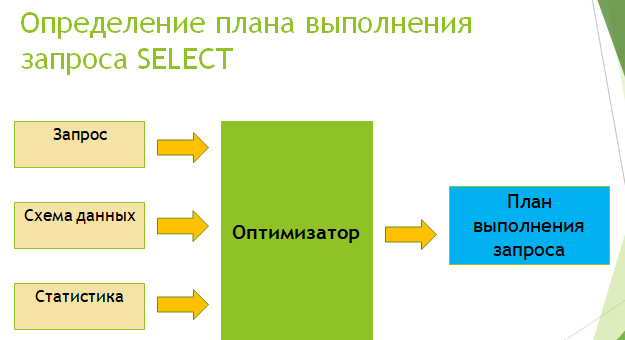 Определение плана выполнения
запроса SELECT
Запрос
Схема данных
Статистика
Оптимизатор
План
выполнения
запроса